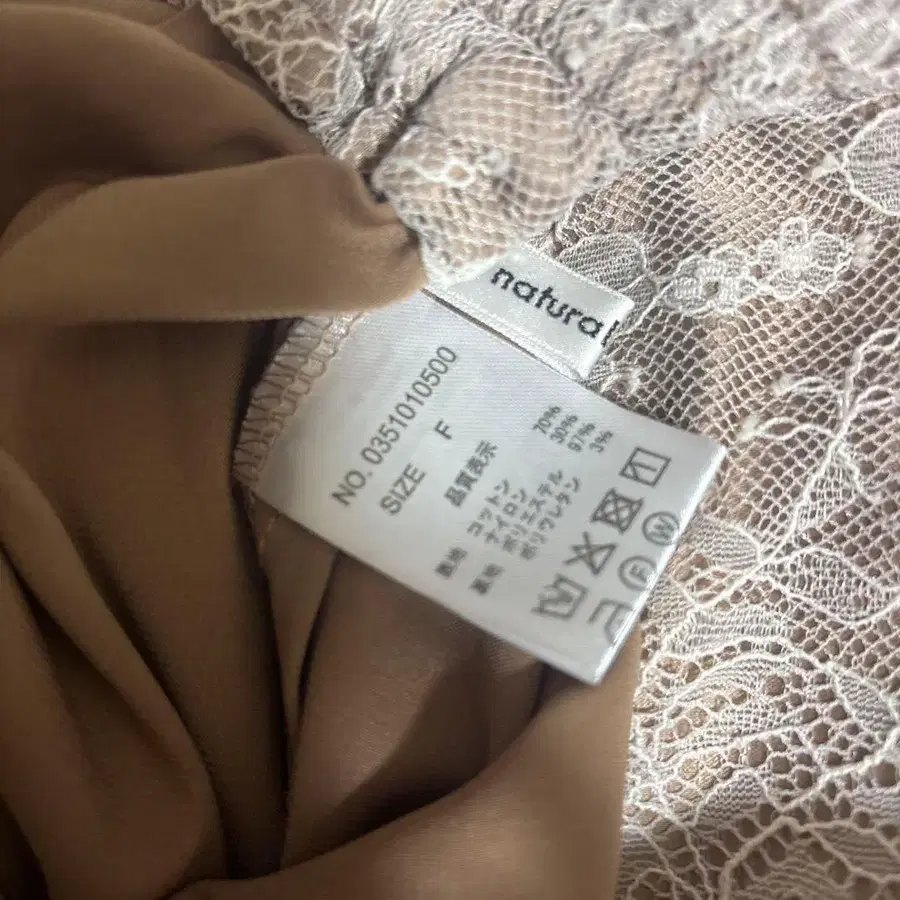 natural
NO. 0351010500
SIZE F
品質表示
表地 コットン 70%
ナイロン 30%
裏地 ポリエステル 97%
ポリウレタン 3%
F
W